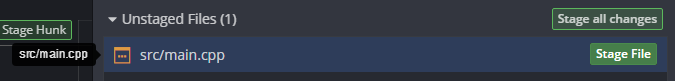 Unstaged Files (1)
Stage all changes
Stage Hunk
src/main.cpp
src/main.cpp
Stage File